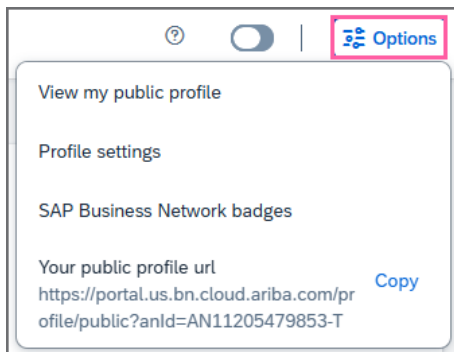 Options
View my public profile
Profile settings
SAP Business Network badges
Your public profile url
Copy
https://portal.us.bn.cloud.ariba.com/pr
ofile/public?anId=AN11205479853-T